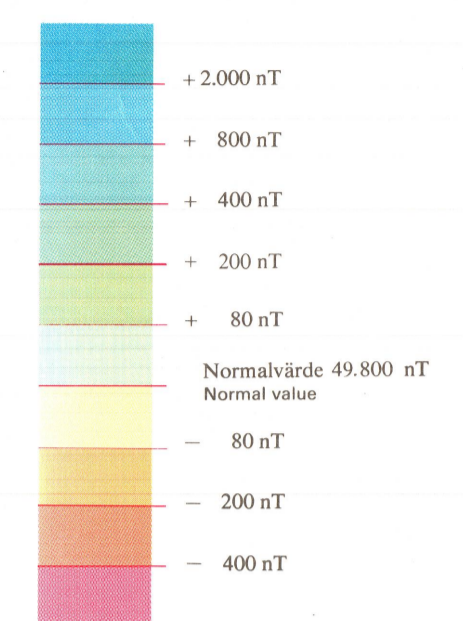 + 2.000 nT
+ 800 nT
+ 400 nT
+ 200 nT
+ 80 nT
Normalvärde 49.800 nT
Normal value
− 80 nT
− 200 nT
− 400 nT